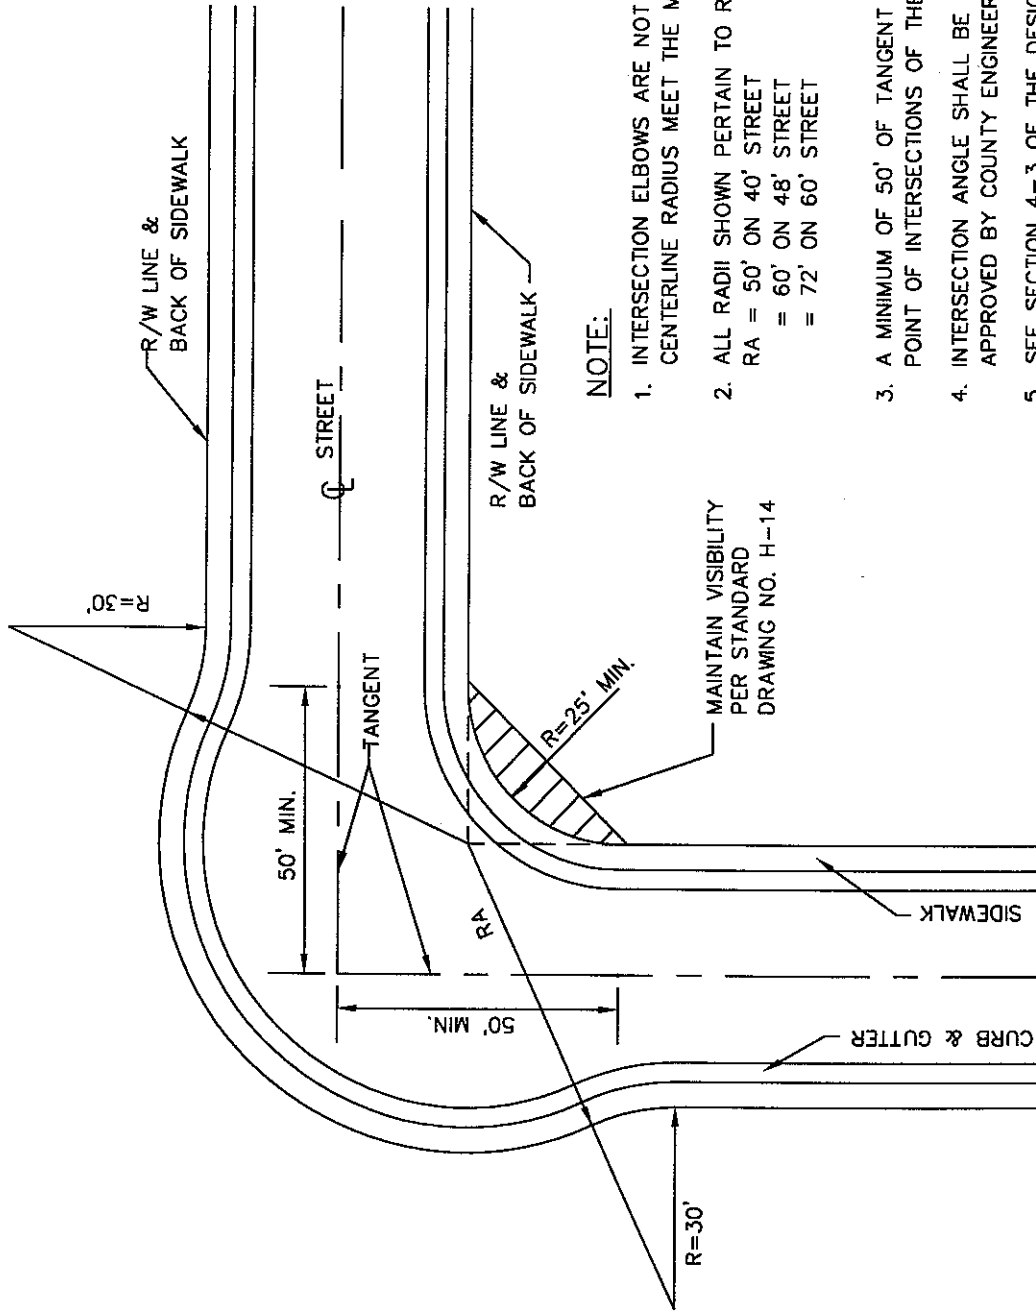 R/W LINE &
BACK OF SIDEWALK
STREET
R=30'
TANGENT
50' MIN.
R/W LINE &
BACK OF SIDEWALK
R=25' MIN.
MAINTAIN VISIBILITY
PER STANDARD
DRAWING NO. H-14
RA
50' MIN.
SIDEWALK
CURB & GUTTER
R=30'
NOTE:
1. INTERSECTION ELBOWS ARE NOT
CENTERLINE RADIUS MEET THE
2. ALL RADII SHOWN PERTAIN TO
RA = 50' ON 40' STREET
= 60' ON 48' STREET
= 72' ON 60' STREET
3. A MINIMUM OF 50' OF TANGENT
POINT OF INTERSECTIONS OF THE
4. INTERSECTION ANGLE SHALL BE
APPROVED BY COUNTY ENGINEER
5. SEE SECTION 4-3 OF THE